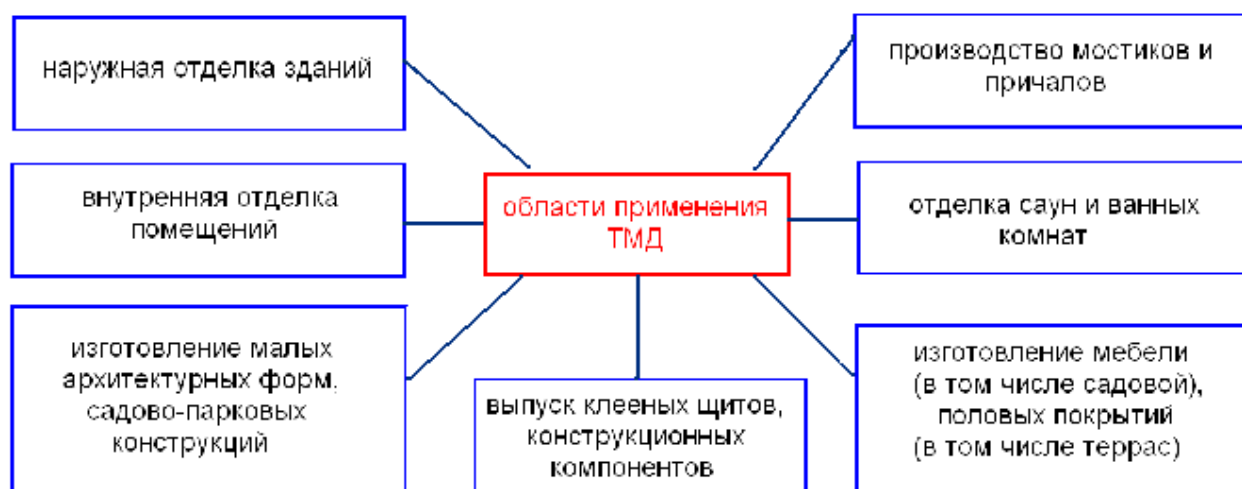 наружная отделка зданий
производство мостиков и
причалов
внутренняя отделка
помещений
области применения
ТМД
отделка саун и ванных
комнат
изготовление малых
архитектурных форм,
садово-парковых
конструкций
выпуск клееных щитов,
конструкционных
компонентов
изготовление мебели
(в том числе садовой),
половых покрытий
(в том числе террас)